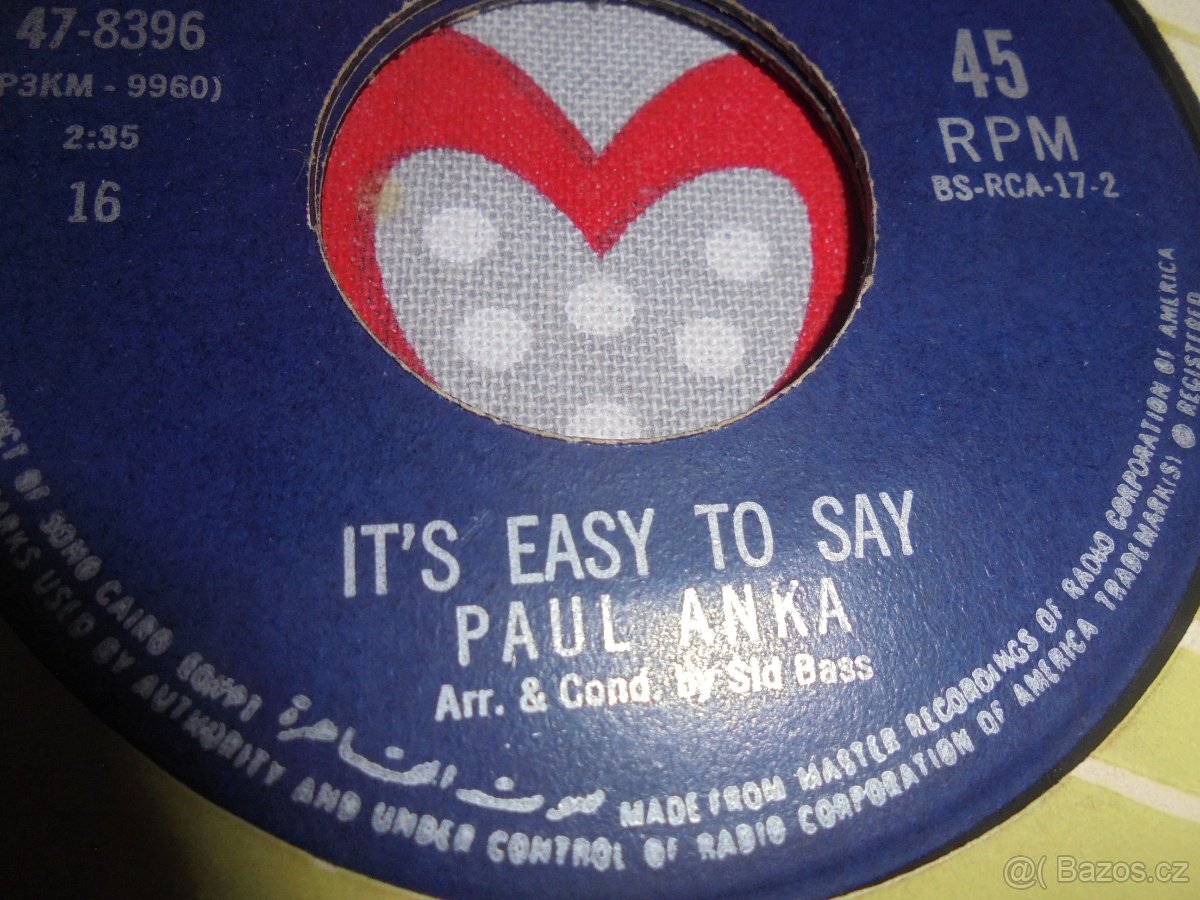 47-8396
P3KM - 9960)
2:35
16
45
RPM
BS-RCA-17-2
IT'S EASY TO SAY
PAUL ANKA
Arr. & Cond. by Sid Bass
OF SONO CAIRO EGYPT صوت القاهرة MADE FROM MASTER RECORDINGS OF RADIO CORPORATION OF AMERICA
USED BY AUTHORITY AND UNDER CONTROL OF RADIO CORPORATION OF AMERICA TRADEMARK(S) ® REGISTERED
@( Bazos.cz